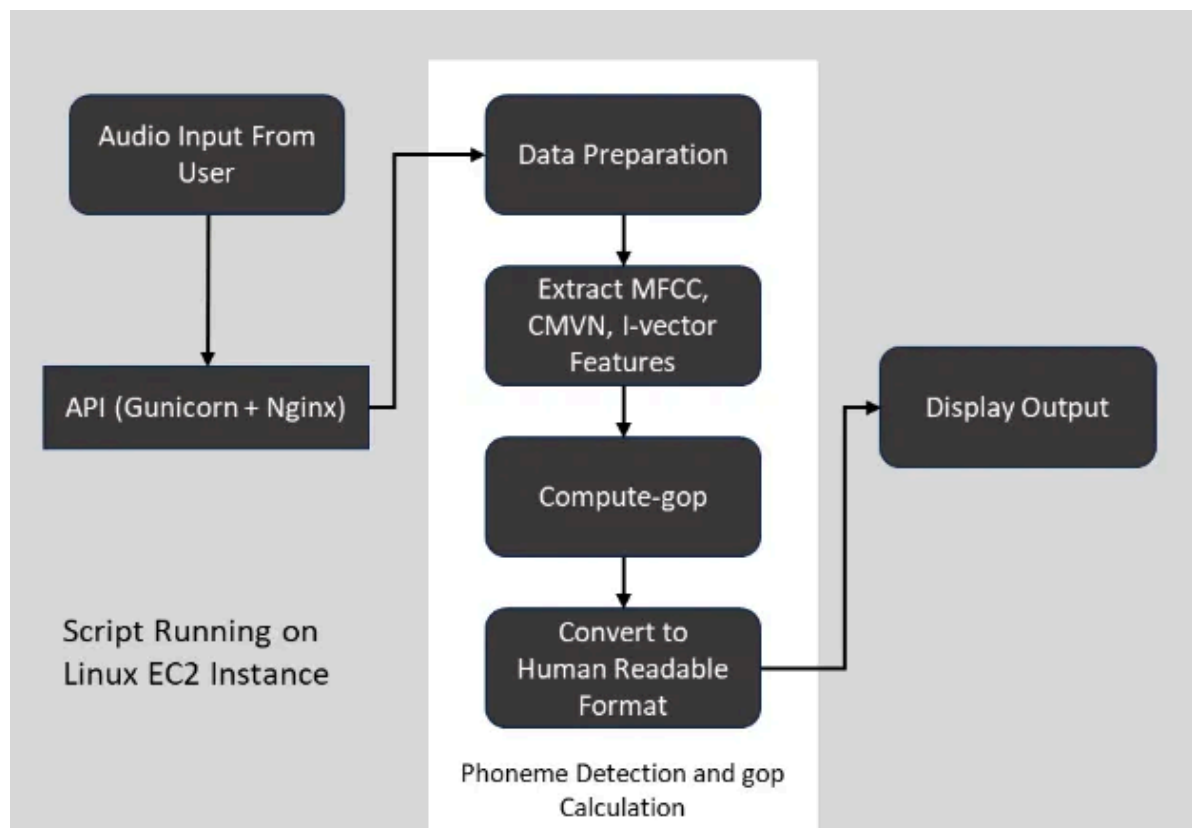 Audio Input From
User
API (Gunicorn + Nginx)
Script Running on
Linux EC2 Instance
Data Preparation
Extract MFCC,
CMVN, I-vector
Features
Compute-gop
Convert to
Human Readable
Format
Phoneme Detection and gop
Calculation
Display Output